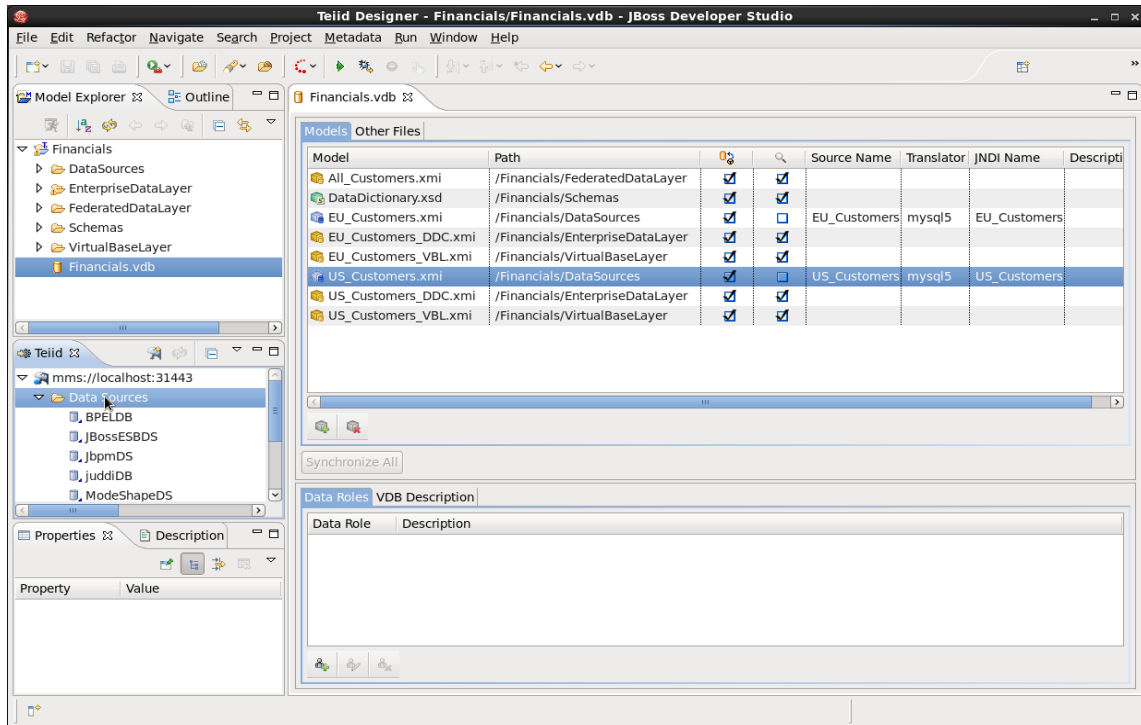 Teiid Designer - Financials/Financials.vdb - JBoss Developer Studio
File Edit Refactor Navigate Search Project Metadata Run Window Help
»
Model Explorer Outline
Financials
DataSources
EnterpriseDataLayer
FederatedDataLayer
Schemas
VirtualBaseLayer
Financials.vdb
Teiid
mms://localhost:31443
Data Sources
BPELDB
JBossESBDS
JbpmDS
juddiDB
ModeShapeDS
Properties Description
Property Value
Financials.vdb
Models Other Files
Model Path Source Name Translator JNDI Name Descripti
All_Customers.xmi /Financials/FederatedDataLayer
DataDictionary.xsd /Financials/Schemas
EU_Customers.xmi /Financials/DataSources EU_Customers mysql5 EU_Customers
EU_Customers_DDC.xmi /Financials/EnterpriseDataLayer
EU_Customers_VBL.xmi /Financials/VirtualBaseLayer
US_Customers.xmi /Financials/DataSources US_Customers mysql5 US_Customers
US_Customers_DDC.xmi /Financials/EnterpriseDataLayer
US_Customers_VBL.xmi /Financials/VirtualBaseLayer
Synchronize All
Data Roles VDB Description
Data Role Description